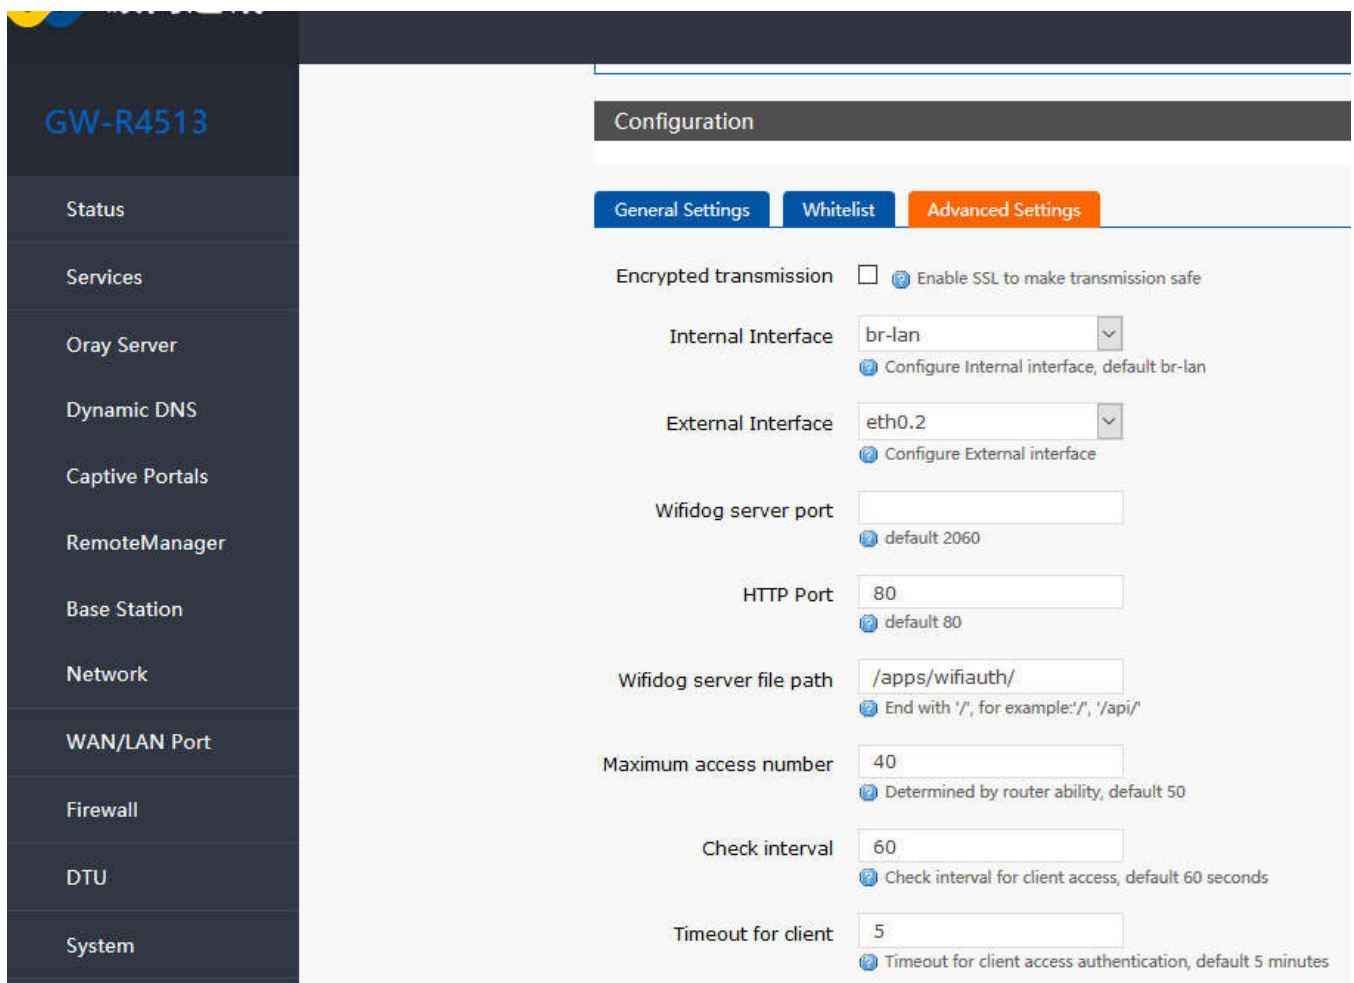 GW-R4513
Status
Services
Oray Server
Dynamic DNS
Captive Portals
RemoteManager
Base Station
Network
WAN/LAN Port
Firewall
DTU
System
Configuration
General Settings
Whitelist
Advanced Settings
Encrypted transmission
Enable SSL to make transmission safe
Internal Interface
br-lan
Configure Internal interface, default br-lan
External Interface
eth0.2
Configure External interface
Wifidog server port
default 2060
HTTP Port
80
default 80
Wifidog server file path
/apps/wifiauth/
End with '/', for example:'/', '/api/'
Maximum access number
40
Determined by router ability, default 50
Check interval
60
Check interval for client access, default 60 seconds
Timeout for client
5
Timeout for client access authentication, default 5 minutes